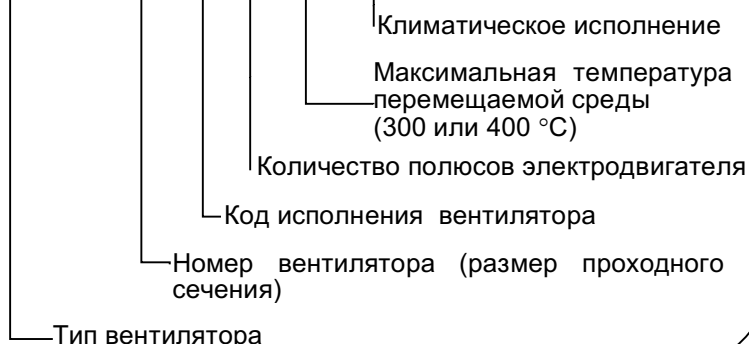 Климатическое исполнение
Максимальная температура
перемещаемой среды
(300 или 400 °С)
Количество полюсов электродвигателя
Код исполнения вентилятора
Номер вентилятора (размер проходного
сечения)
Тип вентилятора